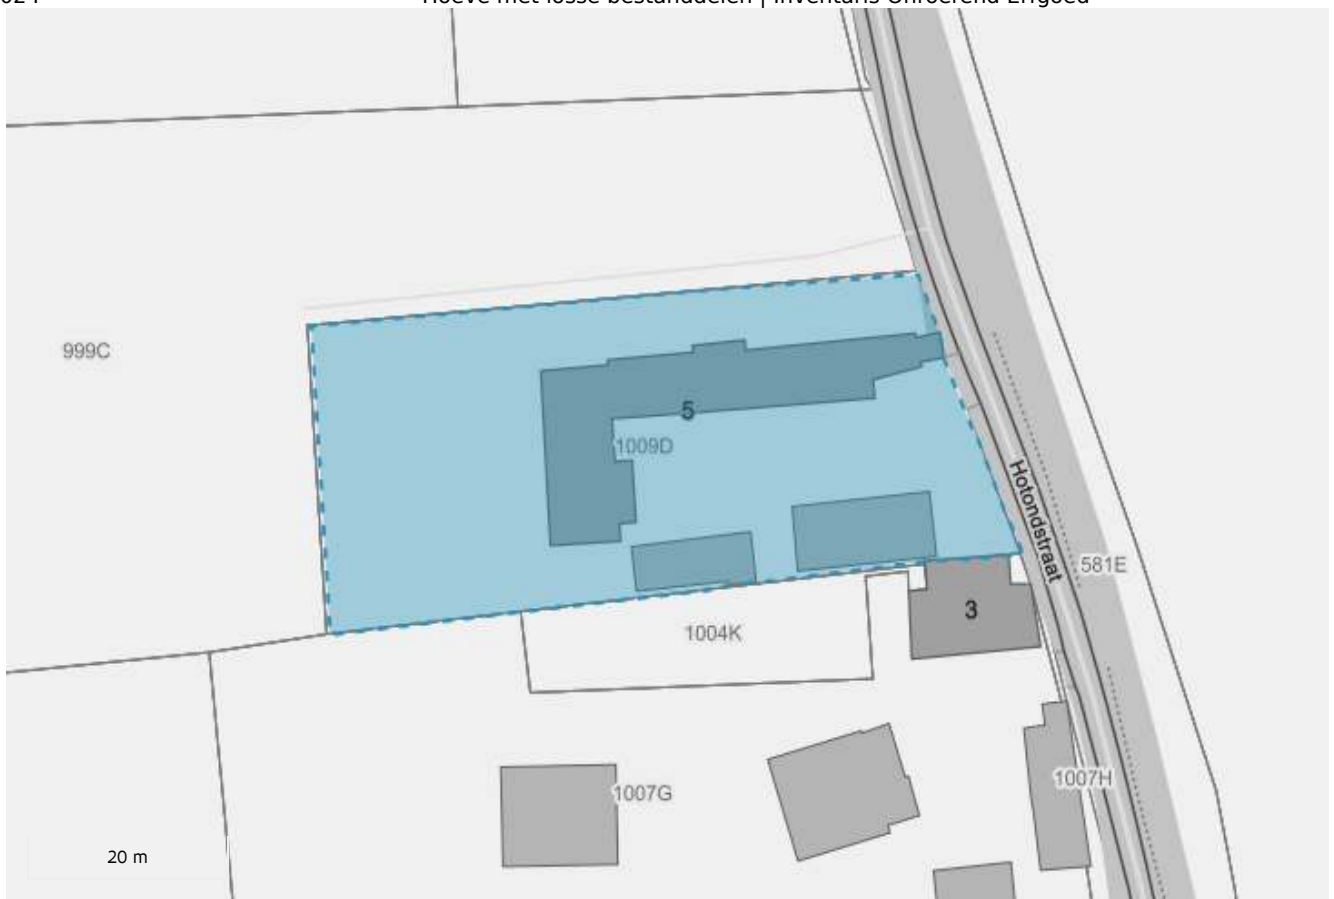 Hoeve met losse bestanddelen | Inventaris Onroerend Erfgoed
999C
5
1009D
Hotondstraat
581E
3
1004K
1007H
1007G
20 m